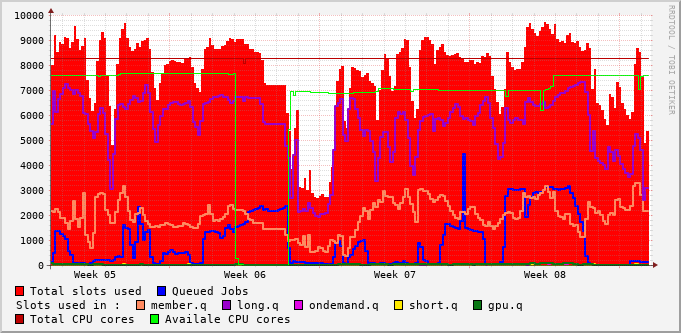 10000
9000
8000
7000
6000
5000
4000
3000
2000
1000
0
Week 05 Week 06 Week 07 Week 08
Total slots used Queued Jobs
Slots used in : member.q long.q ondemand.q short.q gpu.q
Total CPU cores Availale CPU cores
RRDTOOL / TOBI OETIKER